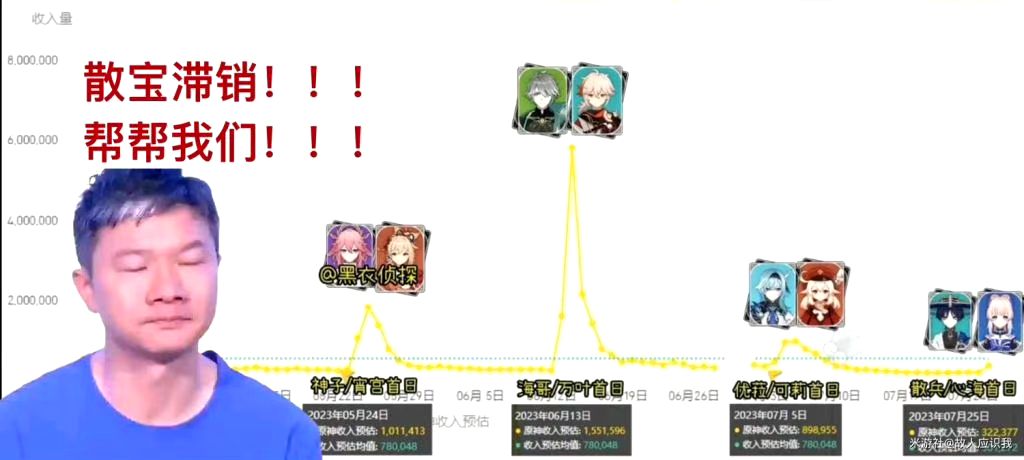 收入量
8,000,000
散宝滞销！！！
6,000,000
帮帮我们！！！
4,000,000
@黑衣侦探
2,000,000
神子/宵宫首日
海哥/万叶首日
优菈/可莉首日
散兵/心海首日
06月 5日
06月26日
收入预估
2023年05月24日
原神收入预估: 1,011,413
收入预估均值: 780,048
2023年06月13日
原神收入预估: 1,551,596
收入预估均值: 780,048
2023年07月 5日
原神收入预估: 898,955
收入预估均值: 780,048
2023年07月25日
原神收入预估: 322,377
米游社@故人应识我